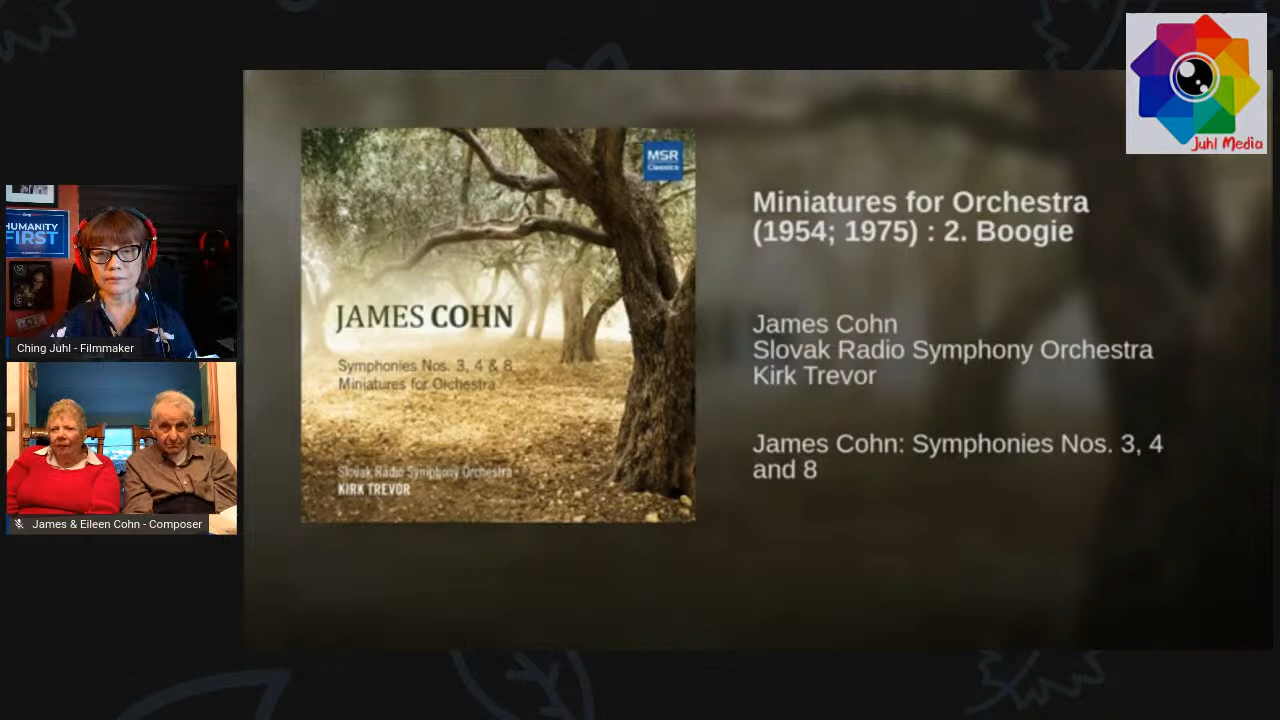 Juhl Media
HUMANITY
FIRST
Ching Juhl - Filmmaker
James & Eileen Cohn - Composer
MSR
Classics
JAMES COHN
Symphonies Nos. 3, 4 & 8
Miniatures for Orchestra
Slovak Radio Symphony Orchestra
KIRK TREVOR
Miniatures for Orchestra
(1954; 1975) : 2. Boogie
James Cohn
Slovak Radio Symphony Orchestra
Kirk Trevor
James Cohn: Symphonies Nos. 3, 4
and 8